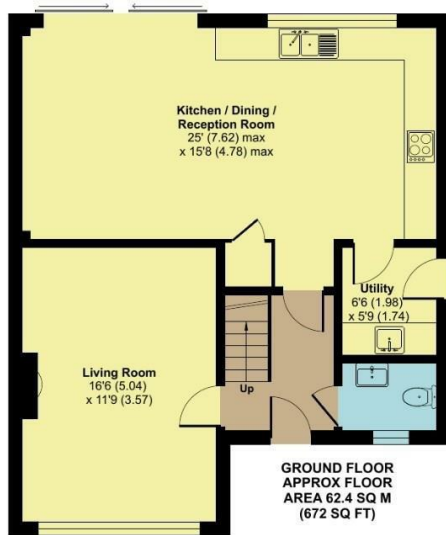 Kitchen / Dining /
Reception Room
25' (7.62) max
x 15'8 (4.78) max
Utility
6'6 (1.98)
x 5'9 (1.74)
Living Room
16'6 (5.04)
x 11'9 (3.57)
Up
GROUND FLOOR
APPROX FLOOR
AREA 62.4 SQ M
(672 SQ FT)